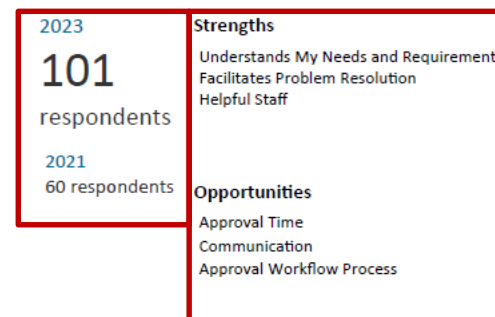 2023
101
respondents
2021
60 respondents
Strengths
Understands My Needs and Requirement
Facilitates Problem Resolution
Helpful Staff
Opportunities
Approval Time
Communication
Approval Workflow Process